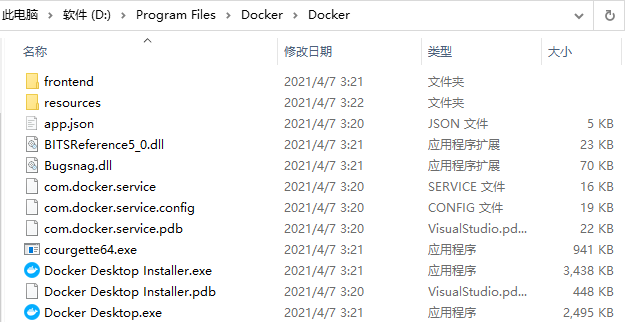 此电脑 > 软件 (D:) > Program Files > Docker > Docker
名称 修改日期 类型 大小
frontend 2021/4/7 3:21 文件夹
resources 2021/4/7 3:22 文件夹
app.json 2021/4/7 3:20 JSON 文件 5 KB
BITSReference5_0.dll 2021/4/7 3:21 应用程序扩展 23 KB
Bugsnag.dll 2021/4/7 3:21 应用程序扩展 70 KB
com.docker.service 2021/4/7 3:20 SERVICE 文件 16 KB
com.docker.service.config 2021/4/7 3:20 CONFIG 文件 19 KB
com.docker.service.pdb 2021/4/7 3:20 VisualStudio.pd... 22 KB
courgette64.exe 2021/4/7 3:21 应用程序 941 KB
Docker Desktop Installer.exe 2021/4/7 3:21 应用程序 3,438 KB
Docker Desktop Installer.pdb 2021/4/7 3:20 VisualStudio.pd... 448 KB
Docker Desktop.exe 2021/4/7 3:21 应用程序 2,495 KB